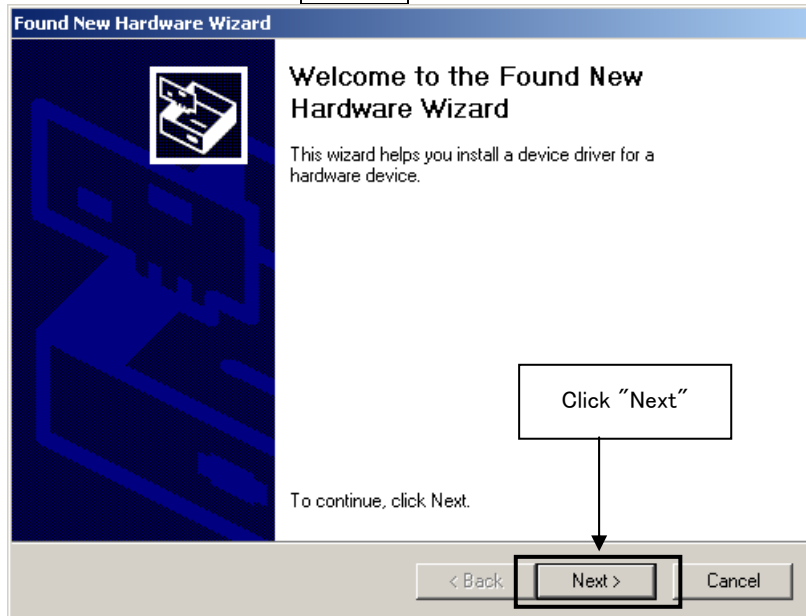 Found New Hardware Wizard
Welcome to the Found New
Hardware Wizard
This wizard helps you install a device driver for a
hardware device.
Click "Next"
To continue, click Next.
< Back
Next >
Cancel